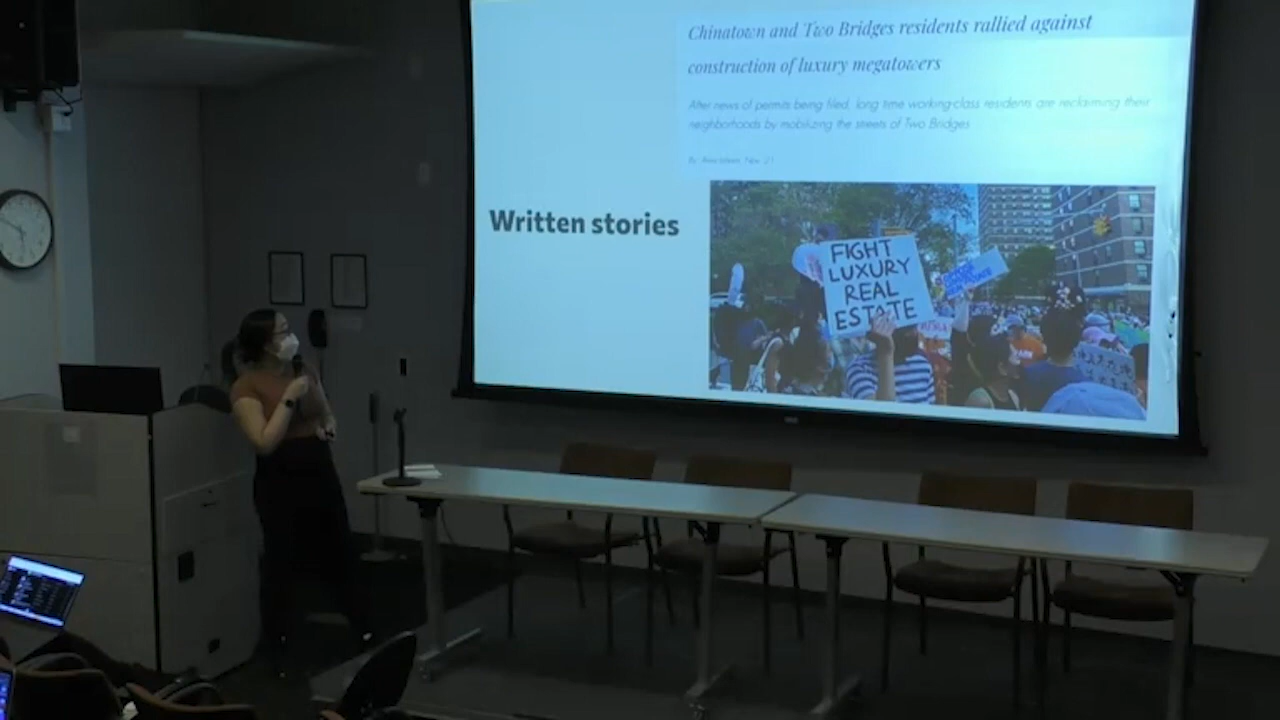 Chinatown and Two Bridges residents rallied against
construction of luxury megatowers
After news of permits being filed, long time working-class residents are reclaiming their
neighborhoods by mobilizing the streets of Two Bridges
Written stories
FIGHT
LUXURY
REAL
ESTATE